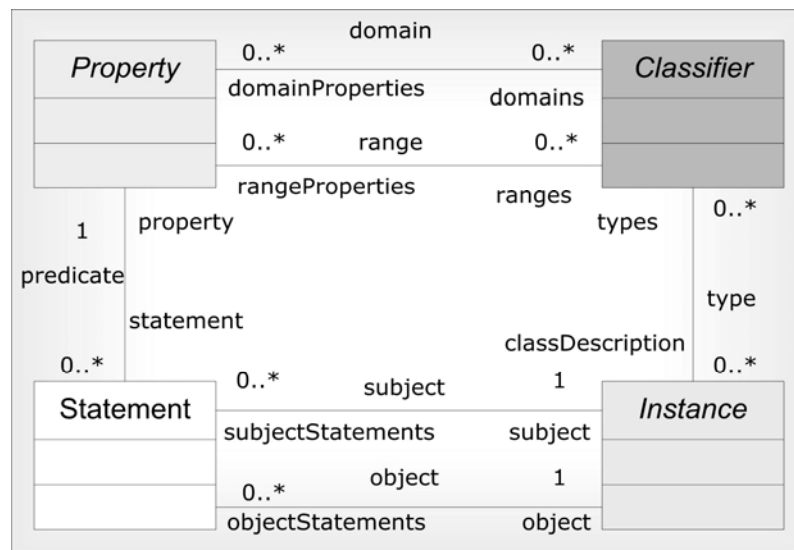 domain
0..* 0..*
Property Classifier
domainProperties domains
0..* range 0..*
rangeProperties ranges
property types 0..*
1
predicate type
statement
classDescription
0..* 0..* subject 1 0..*
Statement Instance
subjectStatements subject
0..* object 1
objectStatements object